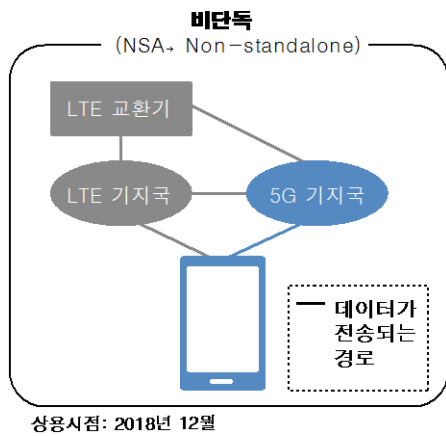 비단독
(NSA, Non-standalone)
LTE 교환기
LTE 기지국
5G 기지국
데이터가
전송되는
경로
상용시점: 2018년 12월